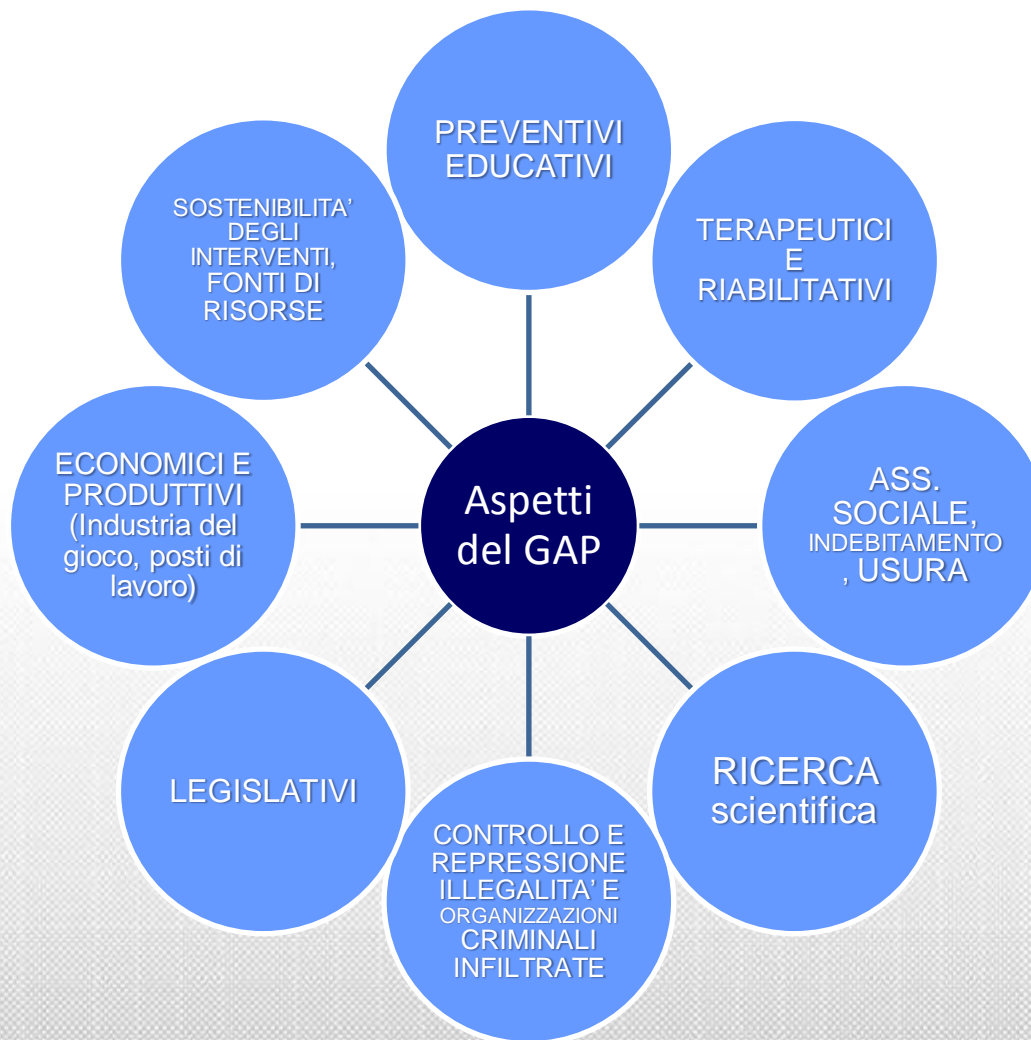 PREVENTIVI
EDUCATIVI
TERAPEUTICI
E
RIABILITATIVI
ASS.
SOCIALE,
INDEBITAMENTO
, USURA
RICERCA
scientifica
CONTROLLO E
REPRESSIONE
ILLEGALITA’ E
ORGANIZZAZIONI
CRIMINALI
INFILTRATE
LEGISLATIVI
ECONOMICI E
PRODUTTIVI
(Industria del
gioco, posti di
lavoro)
SOSTENIBILITA’
DEGLI
INTERVENTI,
FONTI DI
RISORSE
Aspetti
del GAP